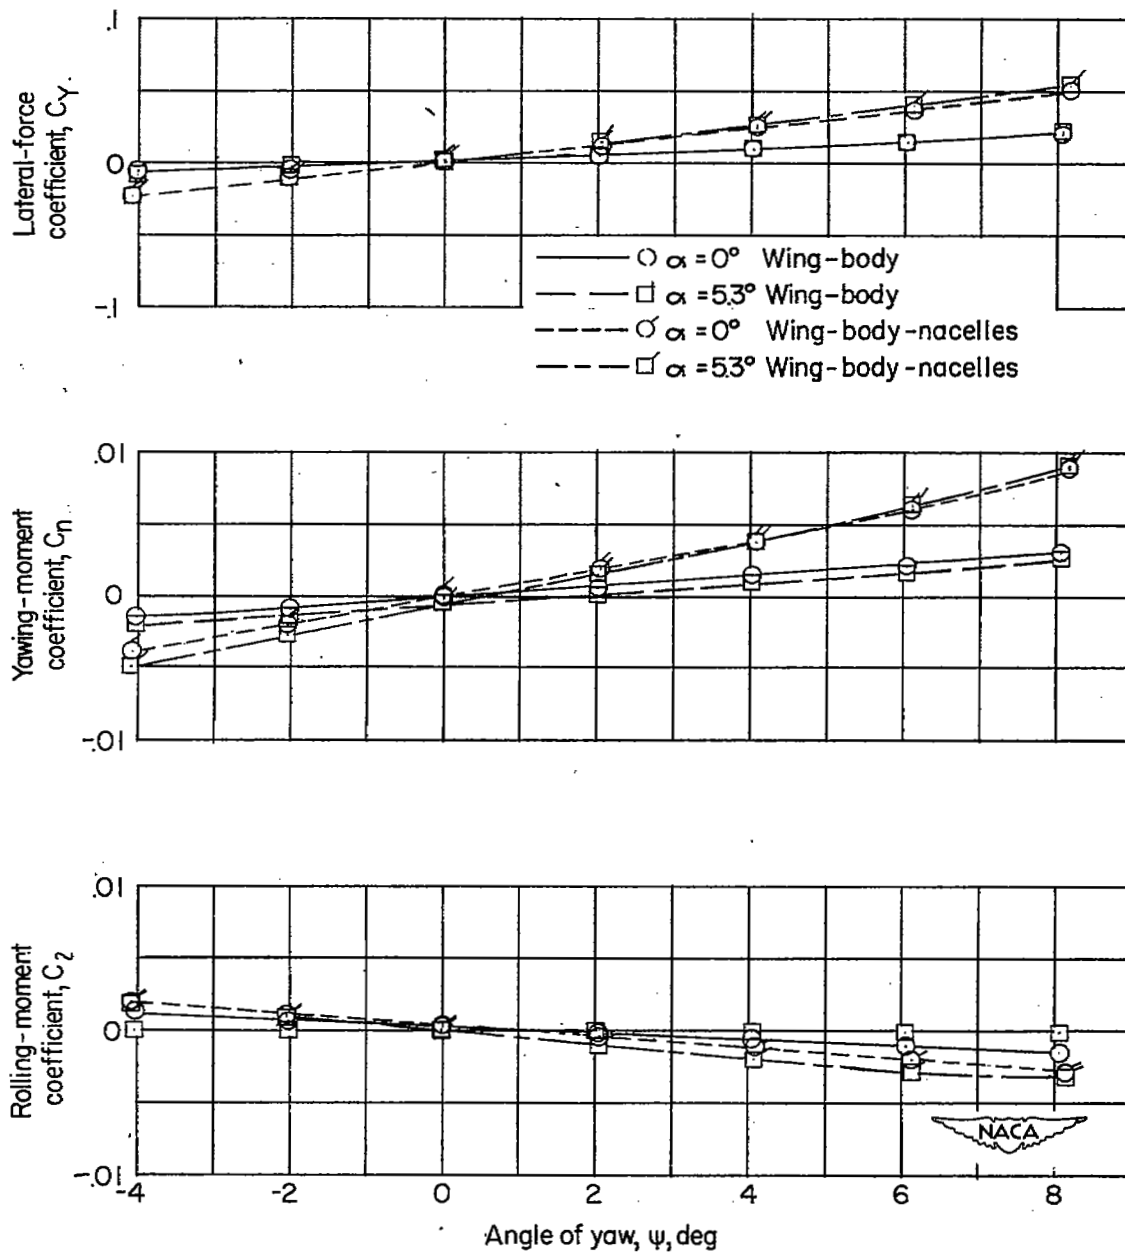 .1
0
-.1
Lateral-force
coefficient, CY
α = 0° Wing-body
α = 5.3° Wing-body
α = 0° Wing-body-nacelles
α = 5.3° Wing-body-nacelles
.01
0
-.01
Yawing-moment
coefficient, Cn
.01
0
-.01
Rolling-moment
coefficient, Cl
NACA
-4 -2 0 2 4 6 8
Angle of yaw, ψ, deg